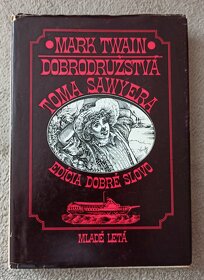 MARK TWAIN
DOBRODRUŽSTVÁ
TOMA SAWYERA
EDÍCIA DOBRÉ SLOVO
MLADÉ LETÁ